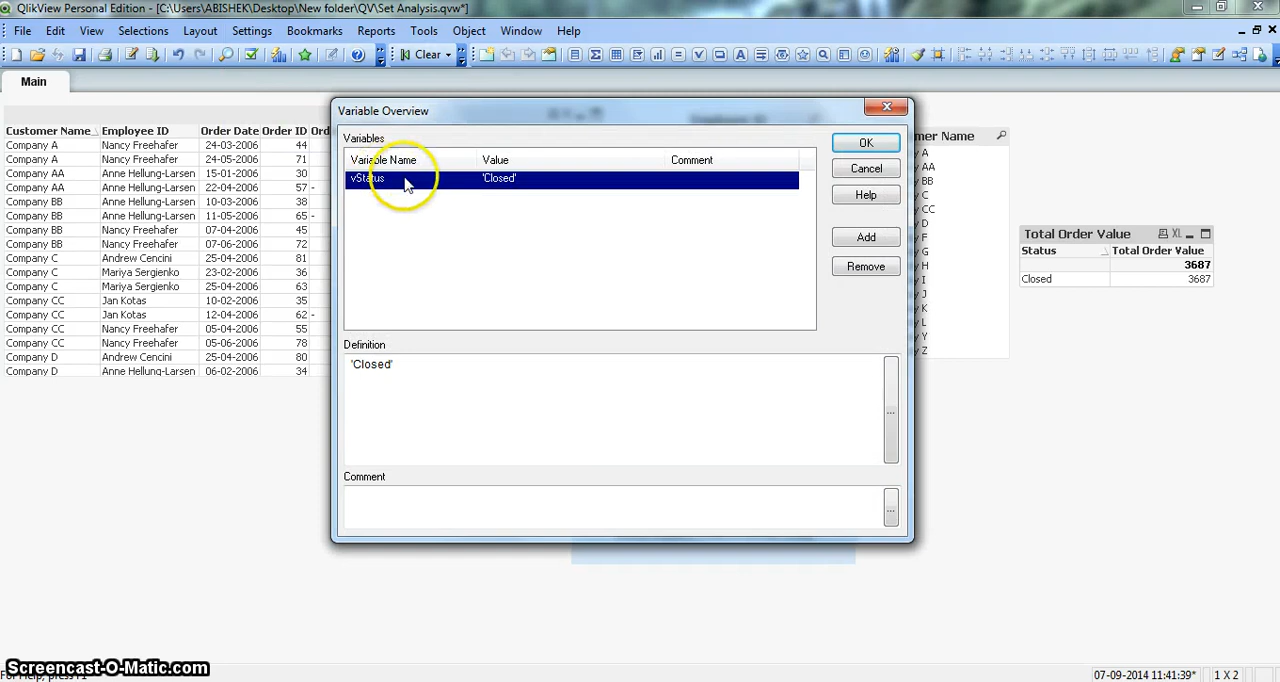 QlikView Personal Edition - [C:\Users\ABISHEK\Desktop\New folder\QV\Set Analysis.qvw*]
File Edit View Selections Layout Settings Bookmarks Reports Tools Object Window Help
Clear
Main
Variable Overview
Variables
Variable Name Value Comment
vStatus 'Closed'
OK
Cancel
Help
Add
Remove
Definition
'Closed'
Comment
Customer Name Employee ID Order Date Order ID Ord
Company A Nancy Freehafer 23-03-2006 44
Company A Nancy Freehafer 24-05-2006 71
Company AA Anne Hellung-Larsen 15-01-2006 30
Company AA Anne Hellung-Larsen 22-04-2006 57 -
Company BB Anne Hellung-Larsen 10-02-2006 38
Company BB Anne Hellung-Larsen 11-05-2006 65 -
Company BB Nancy Freehafer 07-04-2006 45
Company BB Nancy Freehafer 07-06-2006 72
Company C Andrew Cencini 25-04-2006 81
Company C Mariya Sergienko 23-02-2006 36
Company C Mariya Sergienko 25-04-2006 63
Company CC Jan Kotas 10-02-2006 35
Company CC Jan Kotas 12-04-2006 62 -
Company CC Nancy Freehafer 05-04-2006 55
Company CC Nancy Freehafer 05-06-2006 78
Company D Andrew Cencini 25-04-2006 80
Company D Anne Hellung-Larsen 06-02-2006 34
mer Name
A
AA
BB
C
CC
D
F
G
H
I
J
K
L
Y
Z
Total Order Value XL
Status Total Order Value
3687
Closed 3687
Screencast-O-Matic.com
07-09-2014 11:41:39* 1 X 2